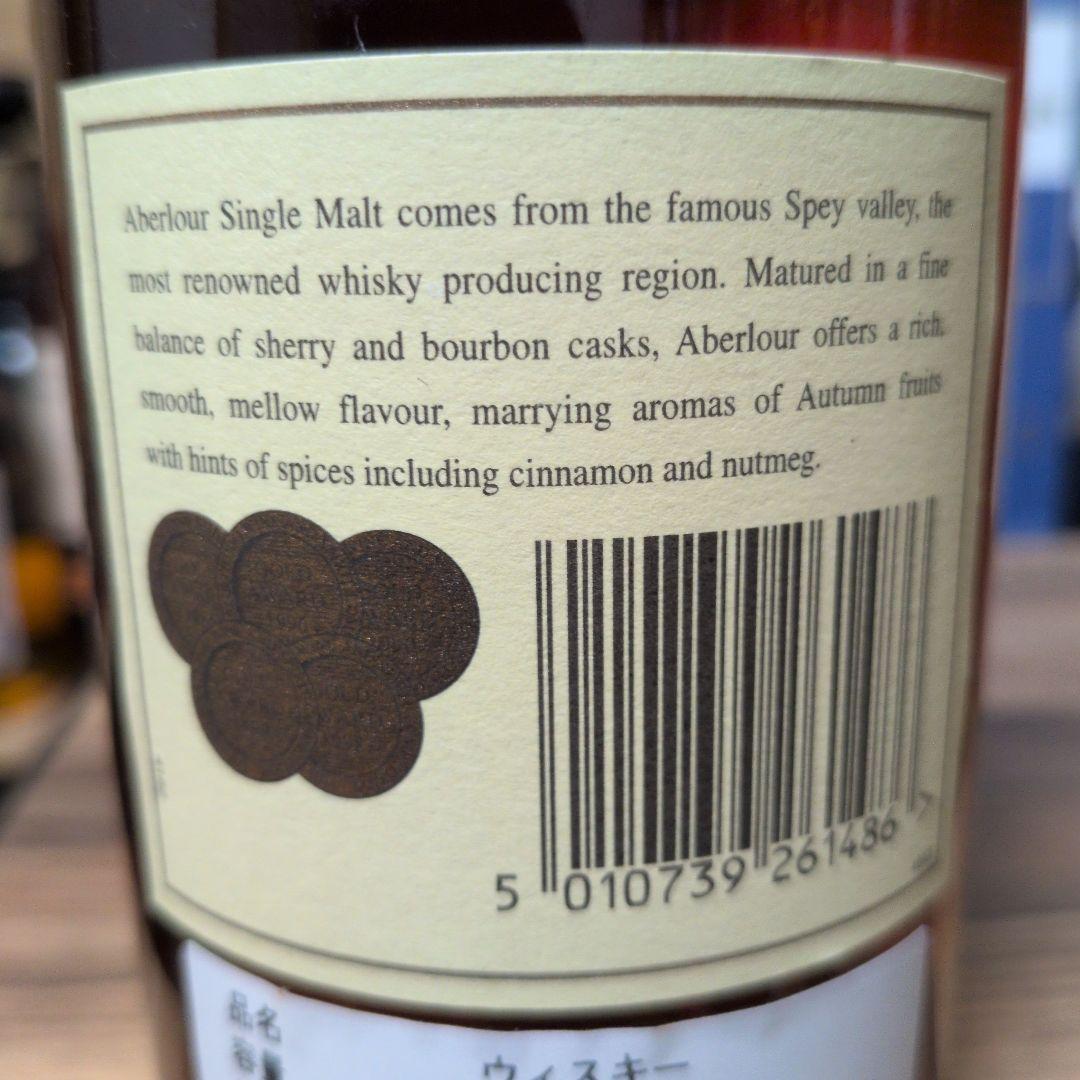 Aberlour Single Malt comes from the famous Spey valley, the
most renowned whisky producing region. Matured in a fine
balance of sherry and bourbon casks, Aberlour offers a rich,
smooth, mellow flavour, marrying aromas of Autumn fruits
with hints of spices including cinnamon and nutmeg.
5 010739 261486 >
品名 ウィスキー
容量